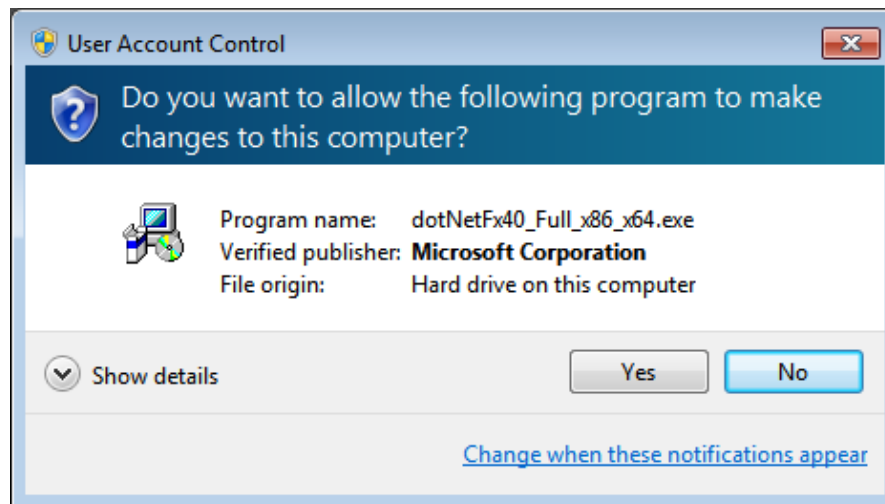 User Account Control
Do you want to allow the following program to make
changes to this computer?
Program name: dotNetFx40_Full_x86_x64.exe
Verified publisher: Microsoft Corporation
File origin: Hard drive on this computer
Show details
Yes
No
Change when these notifications appear